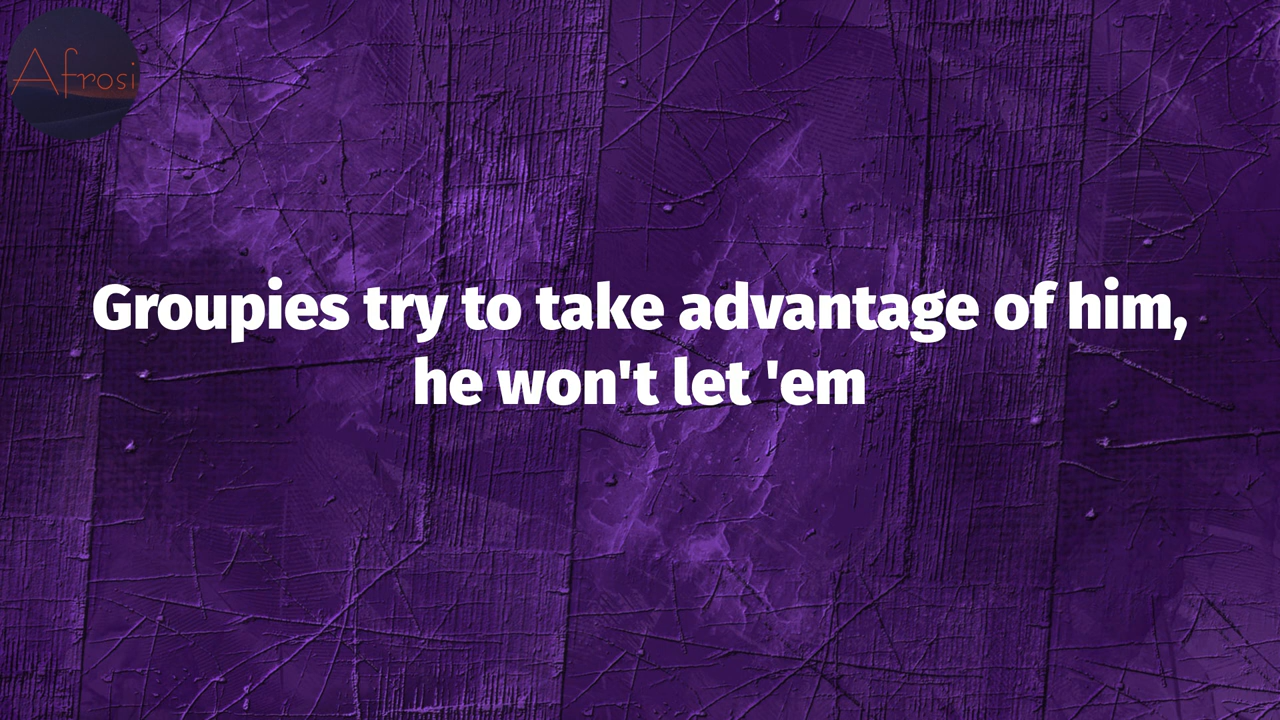 Afrosi
Groupies try to take advantage of him,
he won't let 'em